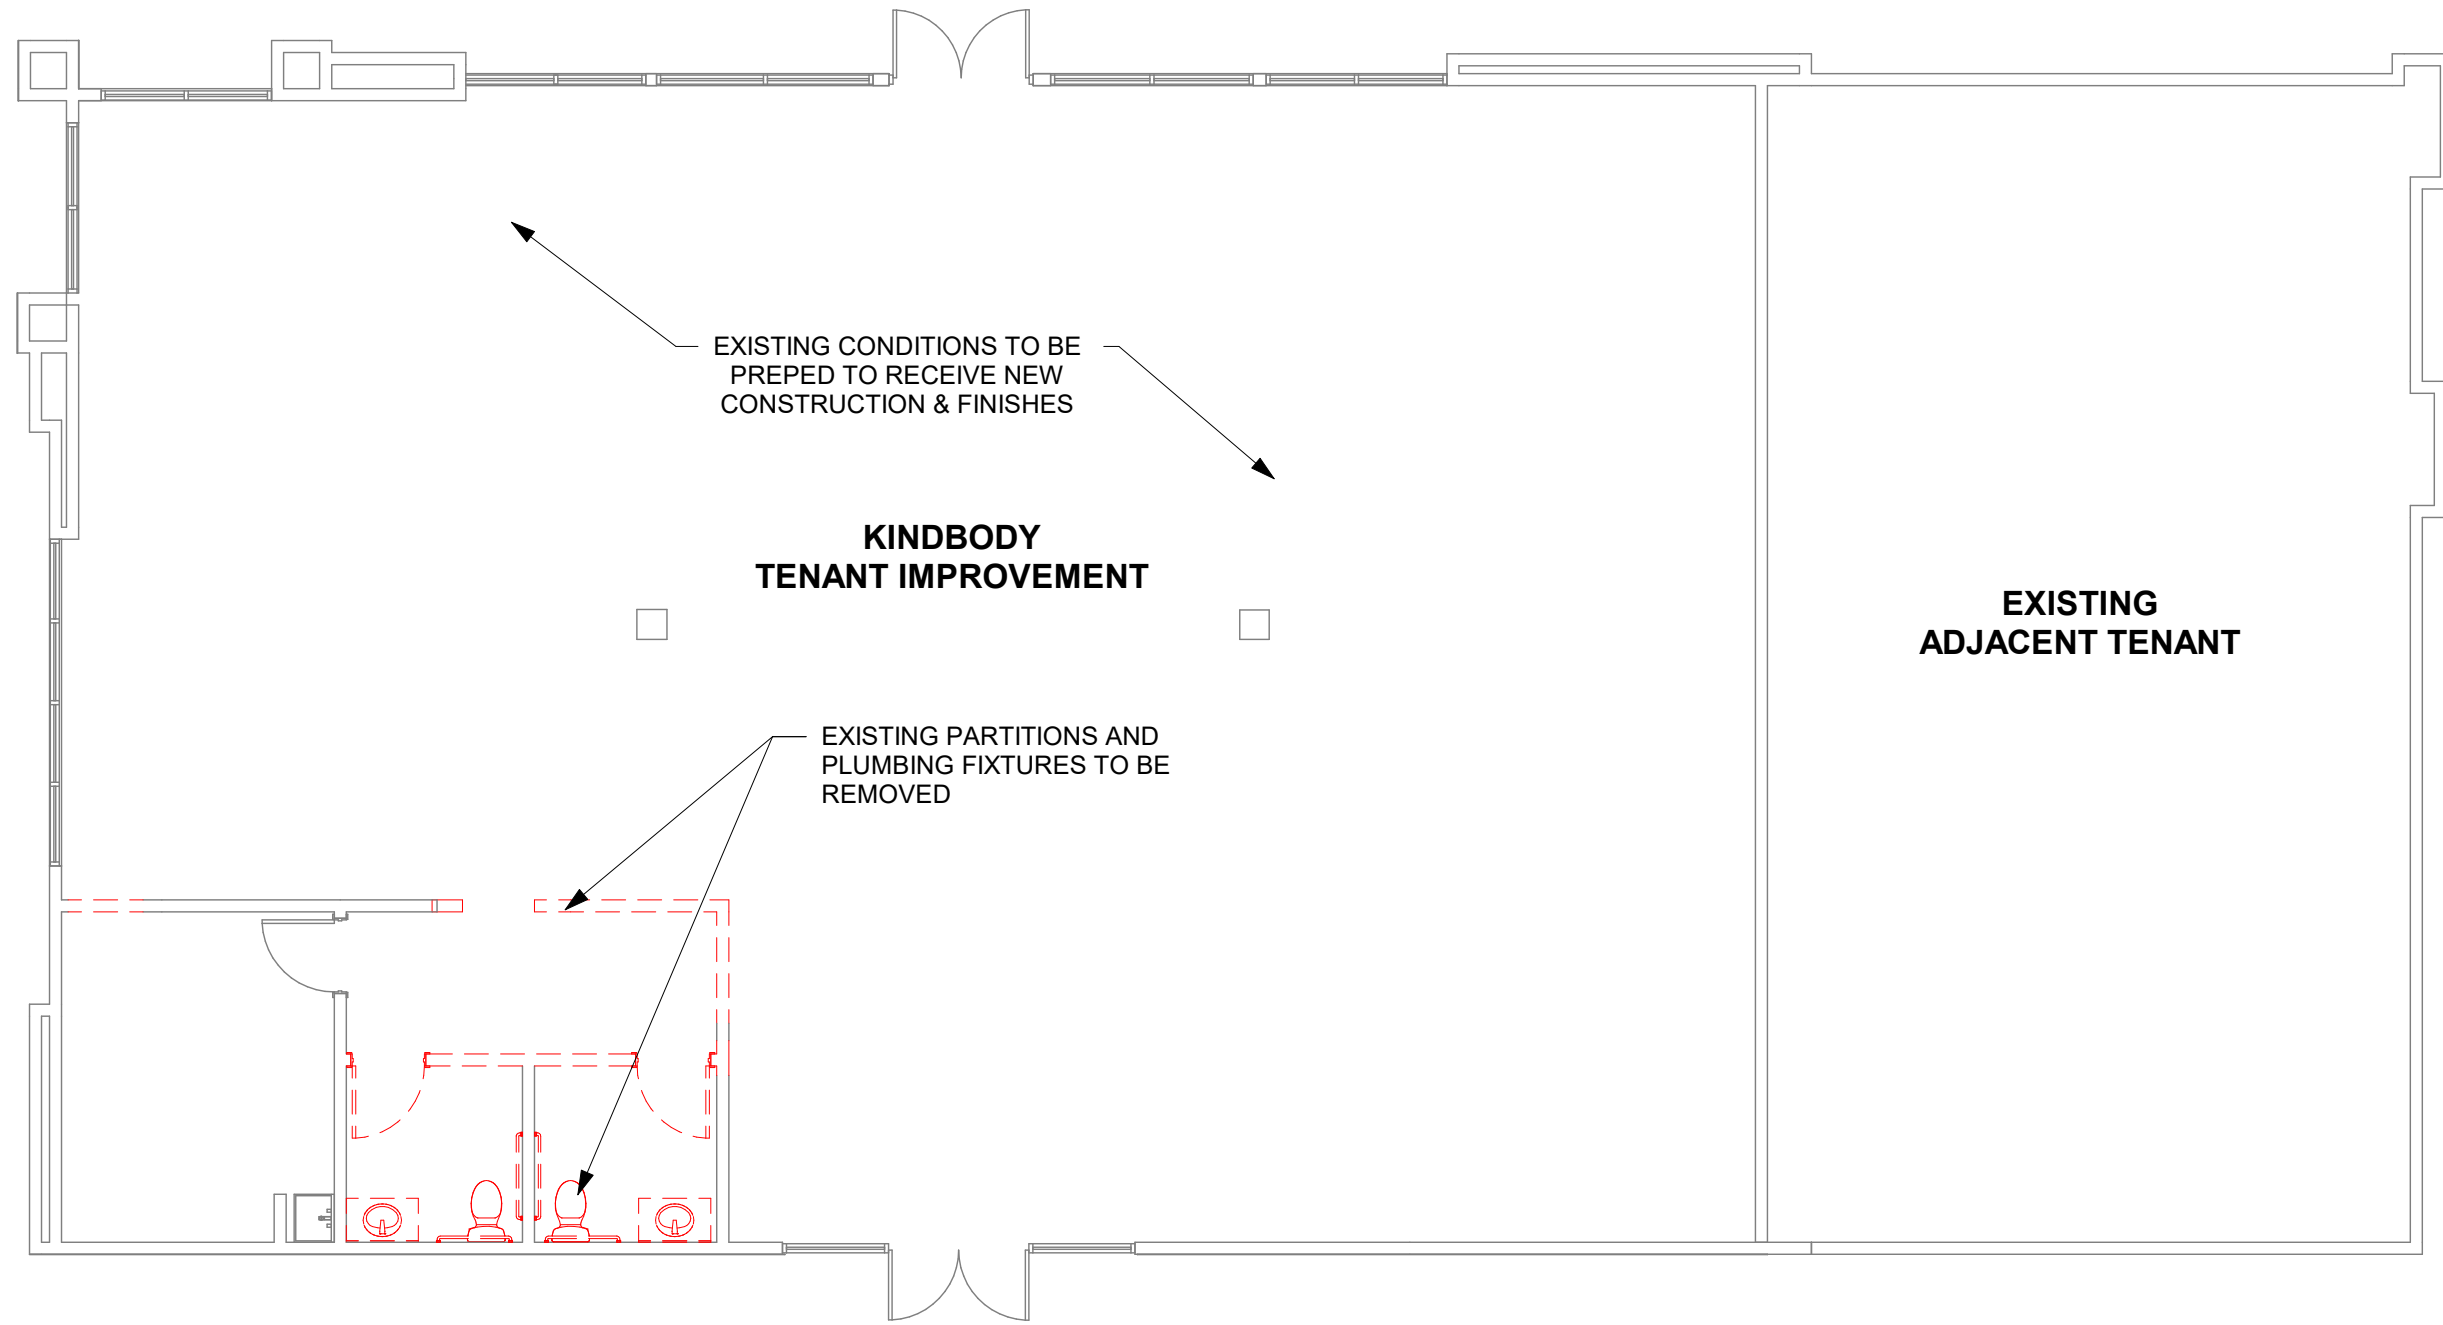 EXISTING CONDITIONS TO BE
PREPED TO RECEIVE NEW
CONSTRUCTION & FINISHES
KINDBODY
TENANT IMPROVEMENT
EXISTING
ADJACENT TENANT
EXISTING PARTITIONS AND
PLUMBING FIXTURES TO BE
REMOVED